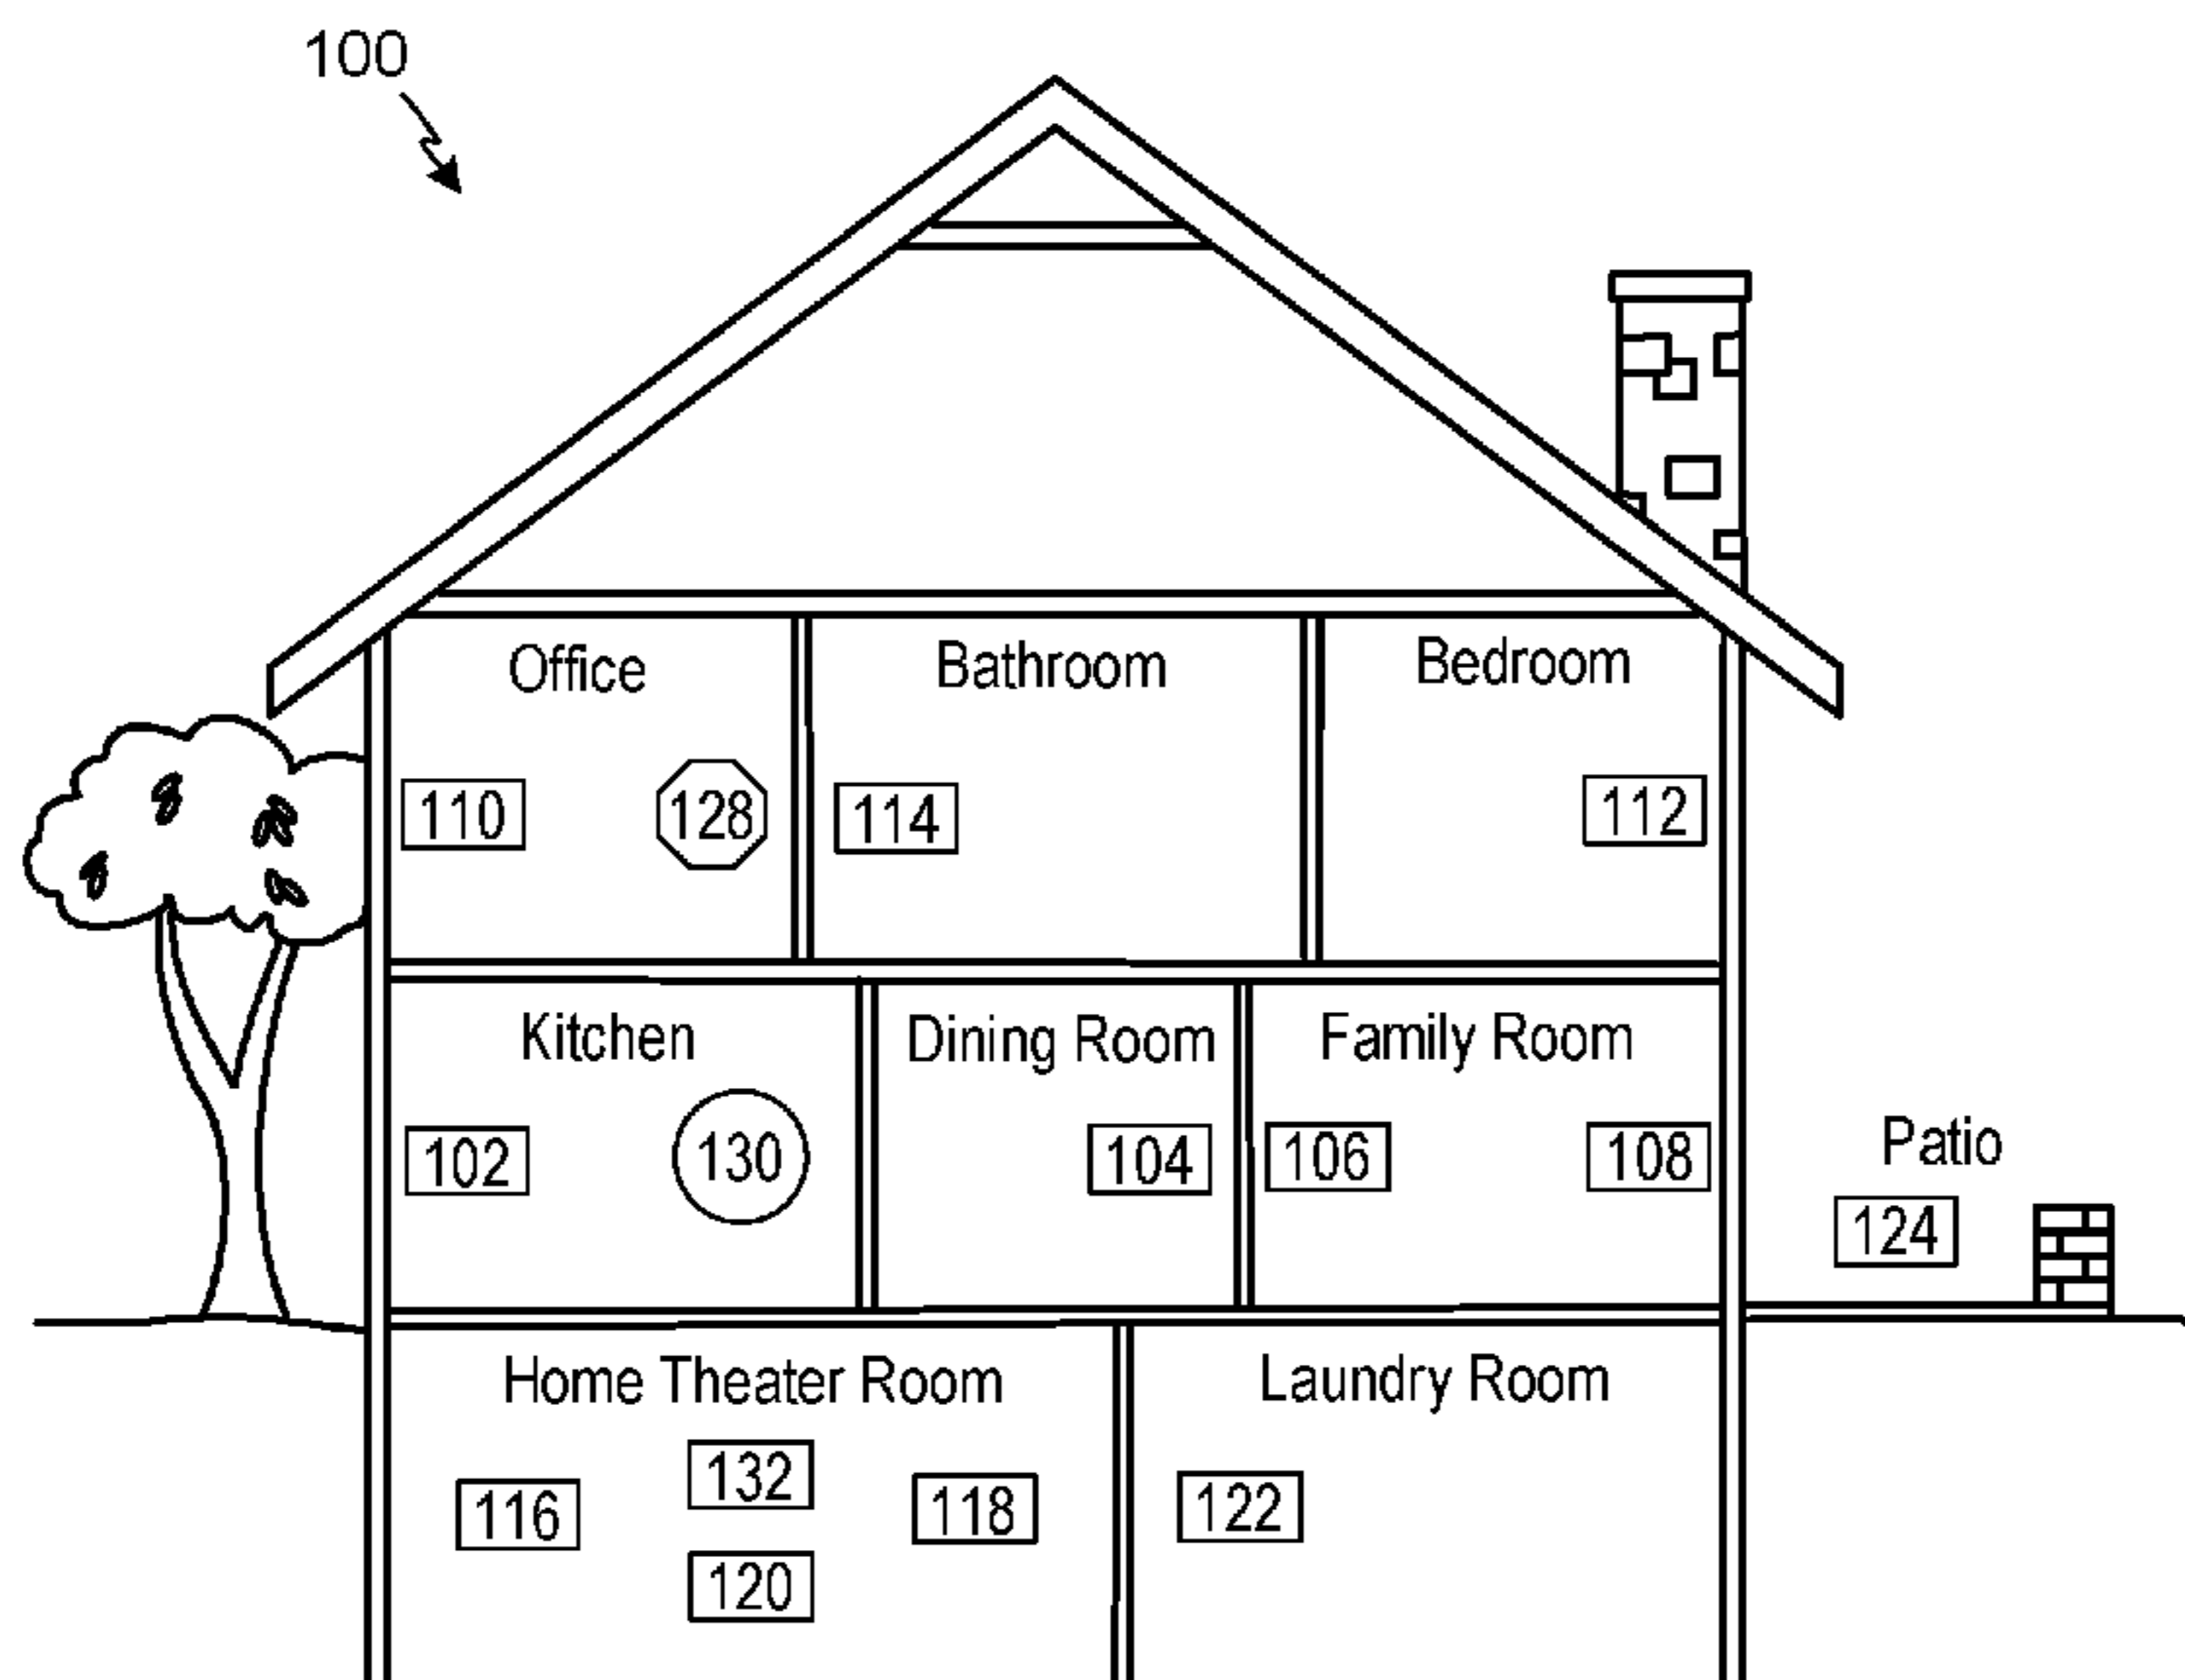 100
Office Bathroom Bedroom
110 128 114 112
Kitchen Dining Room Family Room
102 130 104 106 108
Patio
124
Home Theater Room Laundry Room
116 132 118 122
120